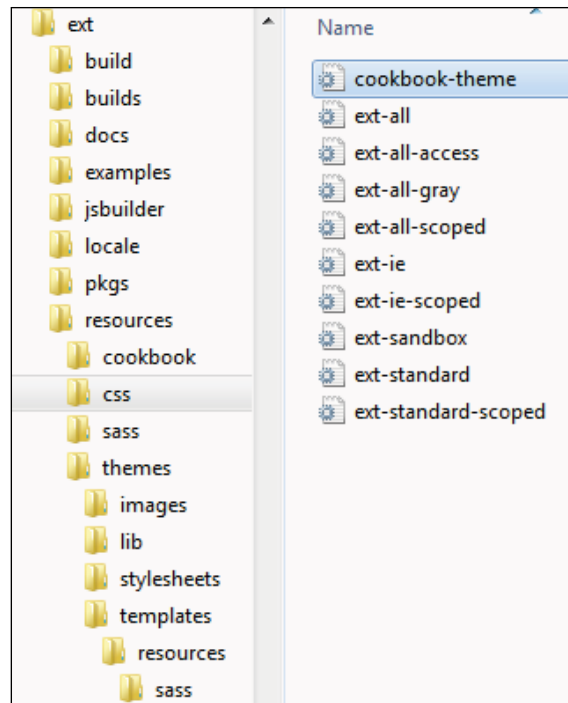 ext
build
builds
docs
examples
jsbuilder
locale
pkgs
resources
cookbook
css
sass
themes
images
lib
stylesheets
templates
resources
sass
Name
cookbook-theme
ext-all
ext-all-access
ext-all-gray
ext-all-scoped
ext-ie
ext-ie-scoped
ext-sandbox
ext-standard
ext-standard-scoped